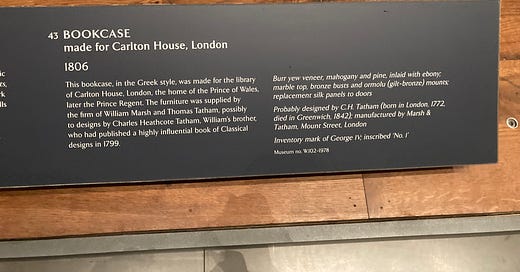 43 BOOKCASE
made for Carlton House, London
1806
This bookcase, in the Greek style, was made for the library
of Carlton House, London, the home of the Prince of Wales,
later the Prince Regent. The furniture was supplied by
the firm of William Marsh and Thomas Tatham, possibly
to designs by Charles Heathcote Tatham, William's brother,
who had published a highly influential book of Classical
designs in 1799.
Burr yew veneer, mahogany and pine, inlaid with ebony;
marble top, bronze busts and ormolu (gilt-bronze) mounts;
replacement silk panels to doors
Probably designed by C.H. Tatham (born in London, 1772,
died in Greenwich, 1842); manufactured by Marsh &
Tatham, Mount Street, London
Inventory mark of George IV; inscribed 'No. 1'
Museum no. W.102-1978